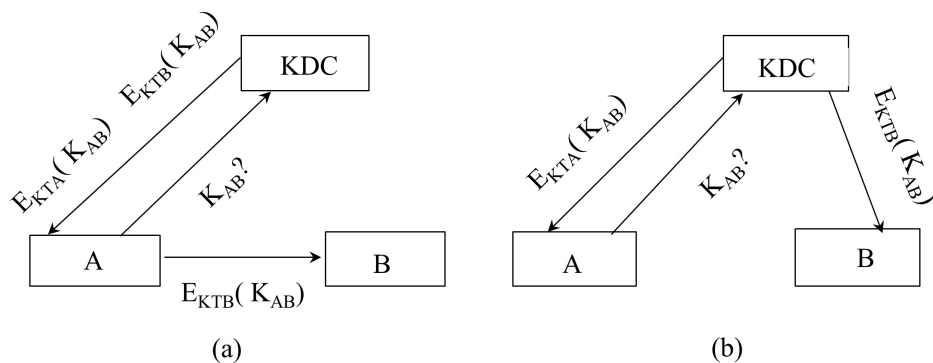 KDC
E_KTB( K_AB)
E_KTA( K_AB)
K_AB?
A
B
E_KTB( K_AB)
(a)
KDC
E_KTA( K_AB)
E_KTB( K_AB)
K_AB?
A
B
(b)